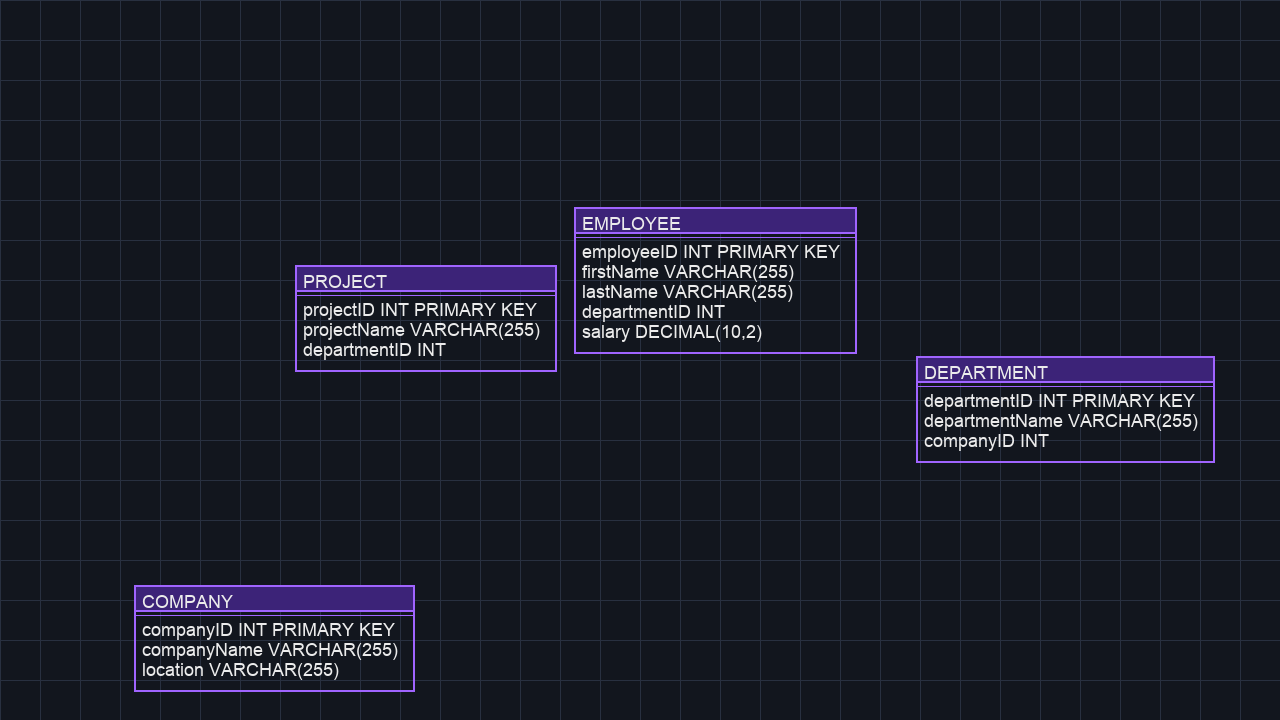 EMPLOYEE
employeeID INT PRIMARY KEY
firstName VARCHAR(255)
lastName VARCHAR(255)
departmentID INT
salary DECIMAL(10,2)
PROJECT
projectID INT PRIMARY KEY
projectName VARCHAR(255)
departmentID INT
DEPARTMENT
departmentID INT PRIMARY KEY
departmentName VARCHAR(255)
companyID INT
COMPANY
companyID INT PRIMARY KEY
companyName VARCHAR(255)
location VARCHAR(255)